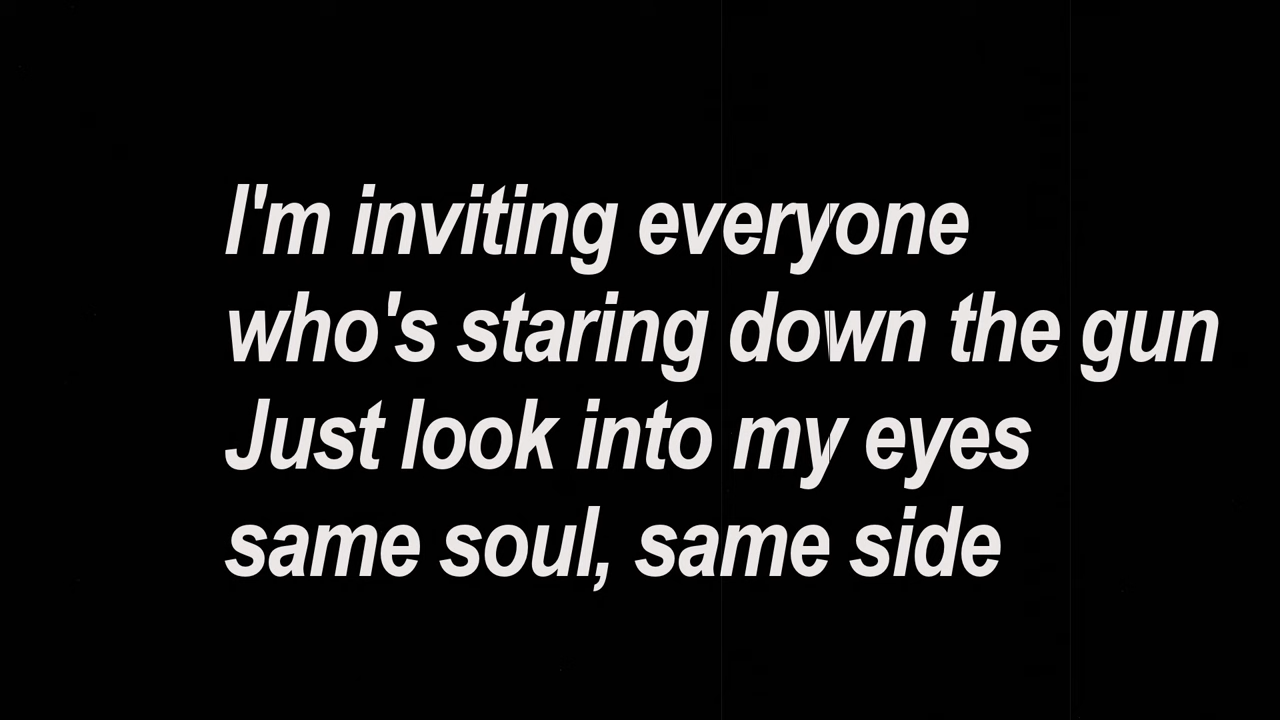 I'm inviting everyone
who's staring down the gun
Just look into my eyes
same soul, same side